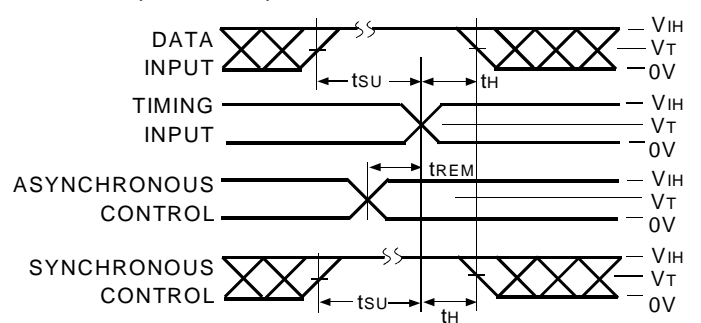 DATA
INPUT
tSU
tH
VIH
VT
0V
TIMING
INPUT
VIH
VT
0V
tREM
ASYNCHRONOUS
CONTROL
VIH
VT
0V
SYNCHRONOUS
CONTROL
tSU
tH
VIH
VT
0V